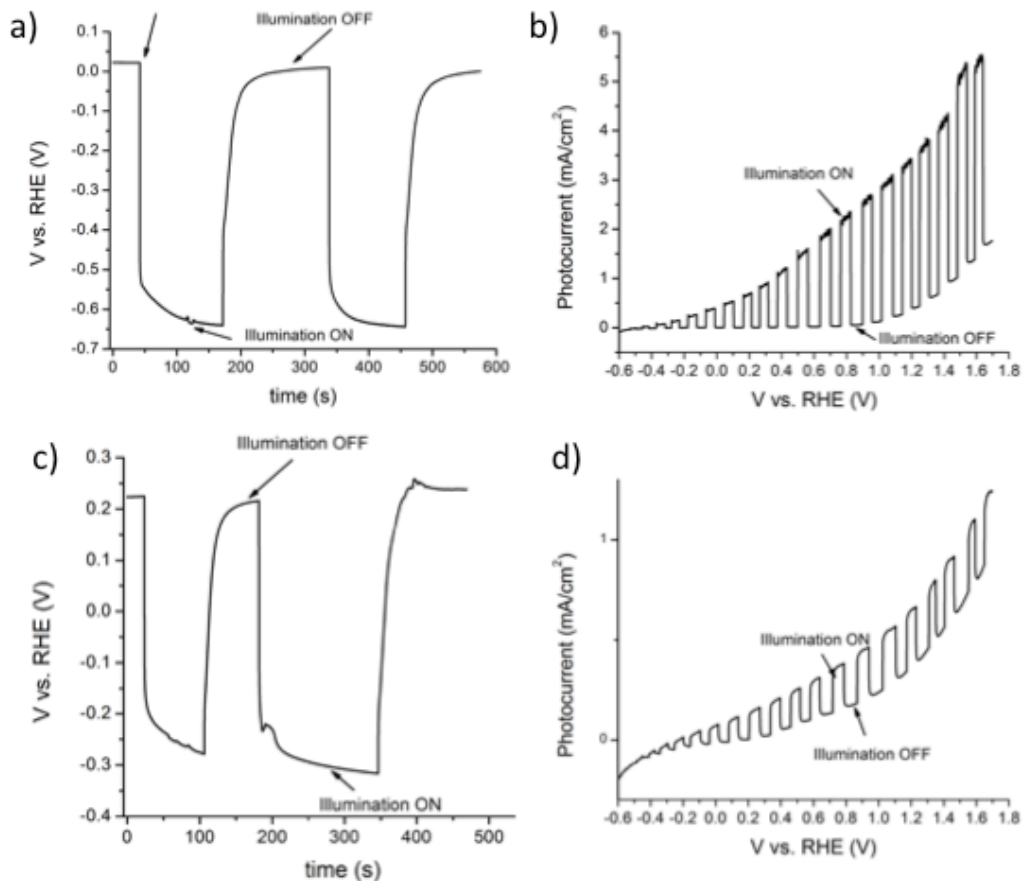 a)
Illumination OFF
0.1
0.0
-0.1
-0.2
-0.3
-0.4
-0.5
-0.6
-0.7
V vs. RHE (V)
Illumination ON
0 100 200 300 400 500 600
time (s)
b)
6
5
4
3
2
1
0
Photocurrent (mA/cm²)
Illumination ON
Illumination OFF
-0.6 -0.4 -0.2 0.0 0.2 0.4 0.6 0.8 1.0 1.2 1.4 1.6 1.8
V vs. RHE (V)
c)
Illumination OFF
0.3
0.2
0.1
0.0
-0.1
-0.2
-0.3
-0.4
V vs. RHE (V)
Illumination ON
0 100 200 300 400 500
time (s)
d)
1
0
Photocurrent (mA/cm²)
Illumination ON
Illumination OFF
-0.6 -0.4 -0.2 0.0 0.2 0.4 0.6 0.8 1.0 1.2 1.4 1.6 1.8
V vs. RHE (V)